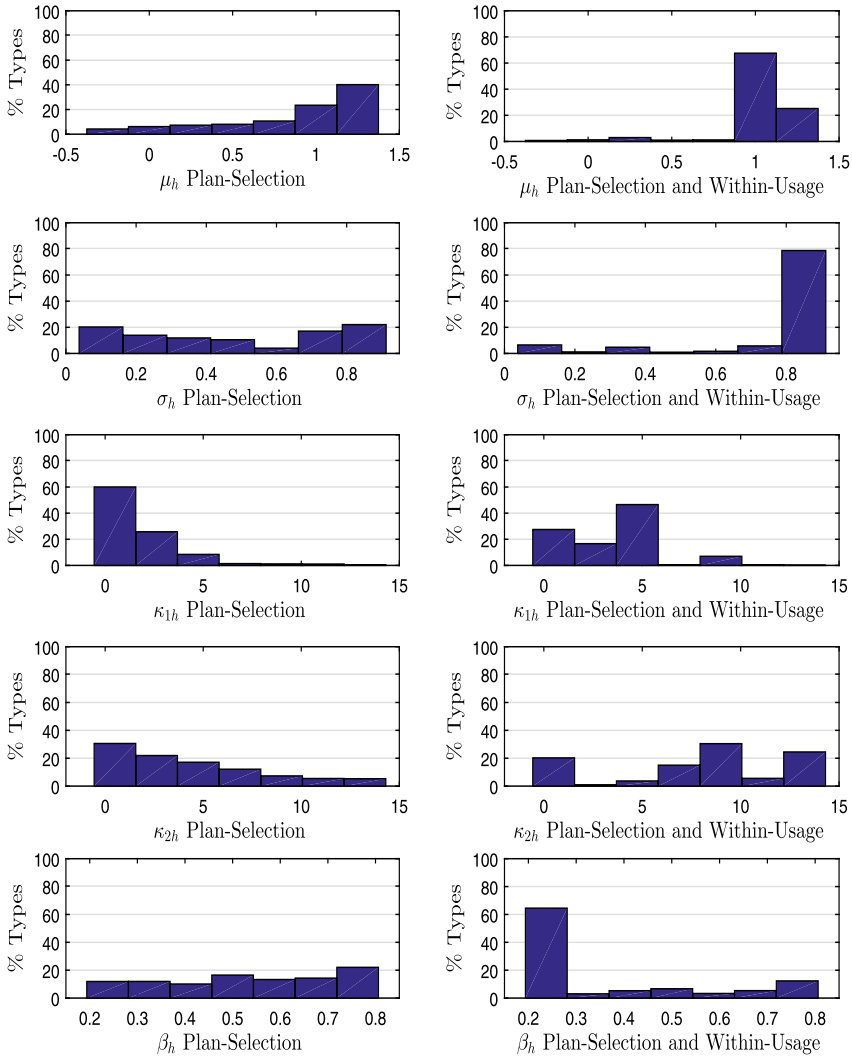 % Types
100
80
60
40
20
0
-0.5 0 0.5 1 1.5
μh Plan-Selection
% Types
100
80
60
40
20
0
-0.5 0 0.5 1 1.5
μh Plan-Selection and Within-Usage
% Types
100
80
60
40
20
0
0 0.2 0.4 0.6 0.8
σh Plan-Selection
% Types
100
80
60
40
20
0
0 0.2 0.4 0.6 0.8
σh Plan-Selection and Within-Usage
% Types
100
80
60
40
20
0
0 5 10 15
κ1h Plan-Selection
% Types
100
80
60
40
20
0
0 5 10 15
κ1h Plan-Selection and Within-Usage
% Types
100
80
60
40
20
0
0 5 10 15
κ2h Plan-Selection
% Types
100
80
60
40
20
0
0 5 10 15
κ2h Plan-Selection and Within-Usage
% Types
100
80
60
40
20
0
0.2 0.3 0.4 0.5 0.6 0.7 0.8
βh Plan-Selection
% Types
100
80
60
40
20
0
0.2 0.3 0.4 0.5 0.6 0.7 0.8
βh Plan-Selection and Within-Usage